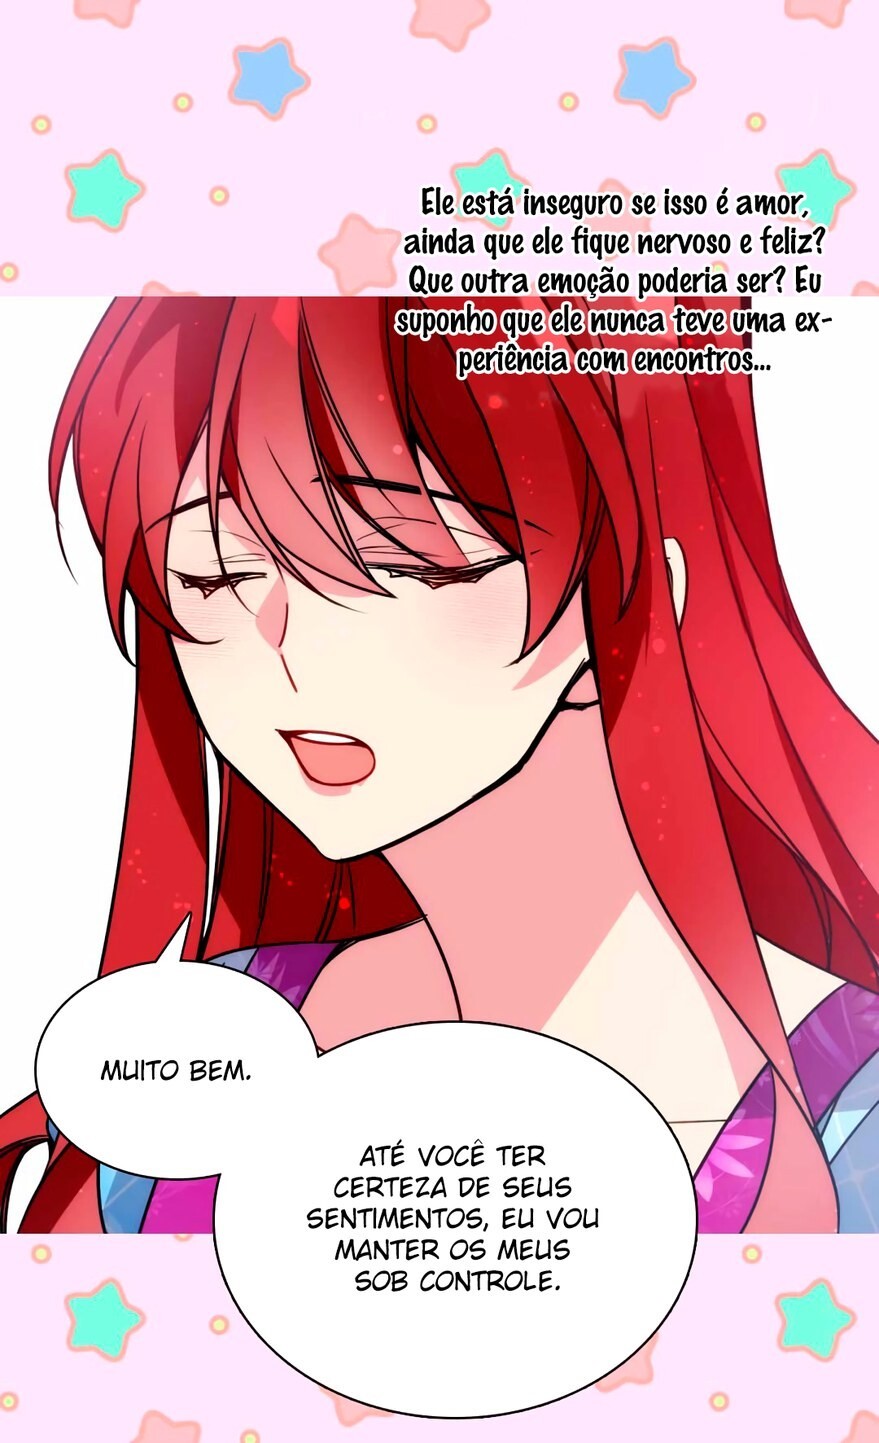 Ele está inseguro se isso é amor,
ainda que ele fique nervoso e feliz?
Que outra emoção poderia ser? Eu
suponho que ele nunca teve uma ex-
periência com encontros...
MUITO BEM.
ATÉ VOCÊ TER
CERTEZA DE SEUS
SENTIMENTOS, EU VOU
MANTER OS MEUS
SOB CONTROLE.